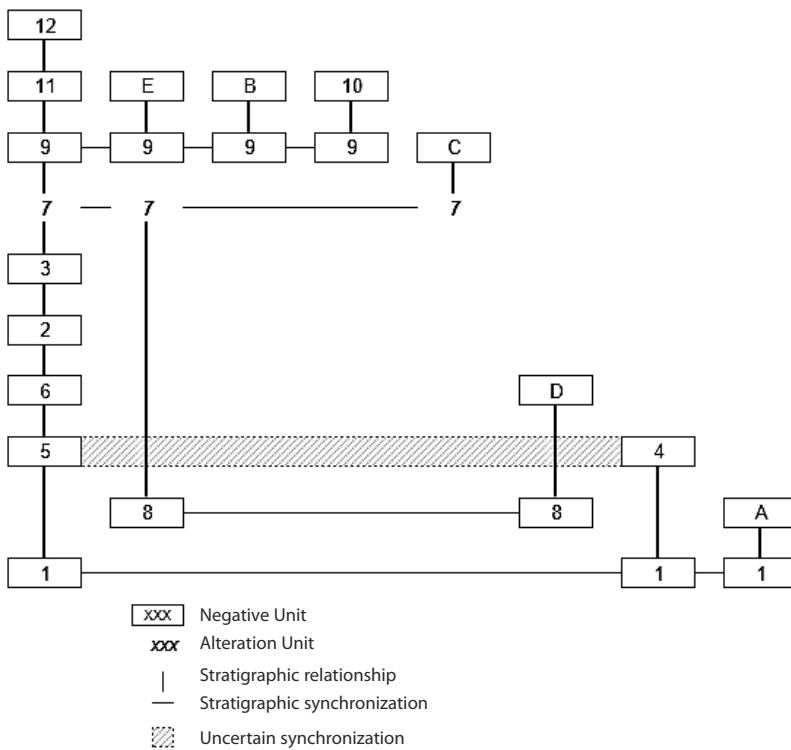 12
11 E B 10
9 9 9 9 C
7 7 7
3
2
6 D
5 4
8 8 A
1 1 1
xxx Negative Unit
xxx Alteration Unit
Stratigraphic relationship
Stratigraphic synchronization
Uncertain synchronization